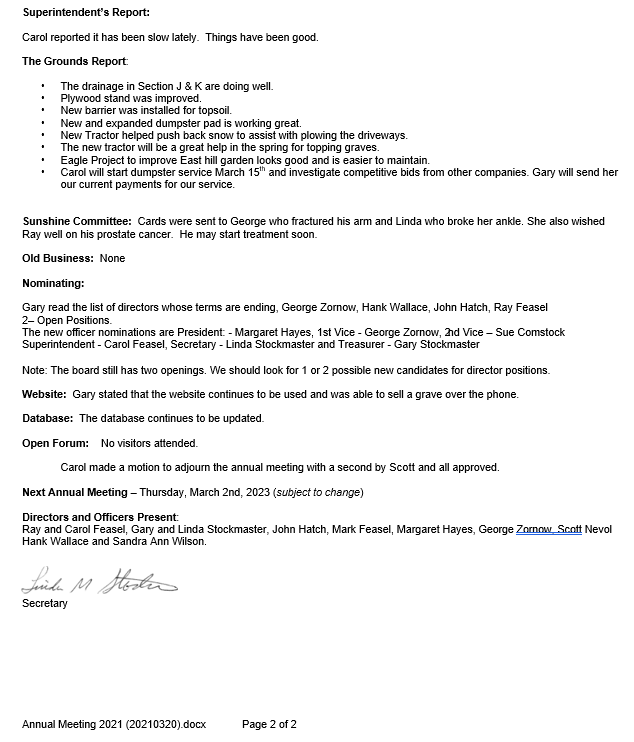 Superintendent's Report:
Carol reported it has been slow lately. Things have been good.
The Grounds Report:
• The drainage in Section J & K are doing well.
• Plywood stand was improved.
• New barrier was installed for topsoil.
• New and expanded dumpster pad is working great.
• New Tractor helped push back snow to assist with plowing the driveways.
• The new tractor will be a great help in the spring for topping graves.
• Eagle Project to improve East hill garden looks good and is easier to maintain.
• Carol will start dumpster service March 15th and investigate competitive bids from other companies. Gary will send her
our current payments for our service.
Sunshine Committee: Cards were sent to George who fractured his arm and Linda who broke her ankle. She also wished
Ray well on his prostate cancer. He may start treatment soon.
Old Business: None
Nominating:
Gary read the list of directors whose terms are ending, George Zornow, Hank Wallace, John Hatch, Ray Feasel
2– Open Positions.
The new officer nominations are President: - Margaret Hayes, 1st Vice - George Zornow, 2nd Vice – Sue Comstock
Superintendent - Carol Feasel, Secretary - Linda Stockmaster and Treasurer - Gary Stockmaster
Note: The board still has two openings. We should look for 1 or 2 possible new candidates for director positions.
Website: Gary stated that the website continues to be used and was able to sell a grave over the phone.
Database: The database continues to be updated.
Open Forum: No visitors attended.
Carol made a motion to adjourn the annual meeting with a second by Scott and all approved.
Next Annual Meeting – Thursday, March 2nd, 2023 (subject to change)
Directors and Officers Present:
Ray and Carol Feasel, Gary and Linda Stockmaster, John Hatch, Mark Feasel, Margaret Hayes, George Zornow, Scott Nevol
Hank Wallace and Sandra Ann Wilson.
Linda M
Secretary
Annual Meeting 2021 (20210320).docx Page 2 of 2